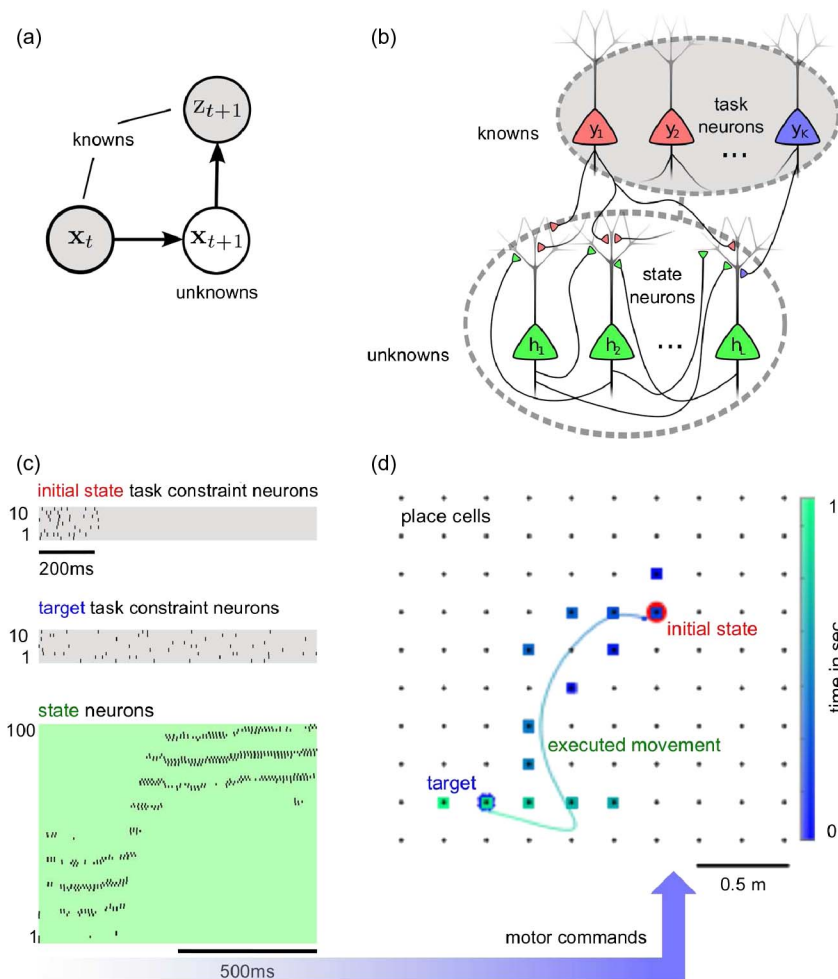 (a)
z_{t+1}
knowns
x_t
x_{t+1}
unknowns
(b)
knowns
y_1
y_2
task
neurons
...
y_K
state
neurons
unknowns
h_1
h_2
...
h_L
(c)
initial state task constraint neurons
10
1
200ms
target task constraint neurons
10
1
state neurons
100
1
500ms
(d)
place cells
initial state
executed movement
target
1
time in sec
0
0.5 m
motor commands